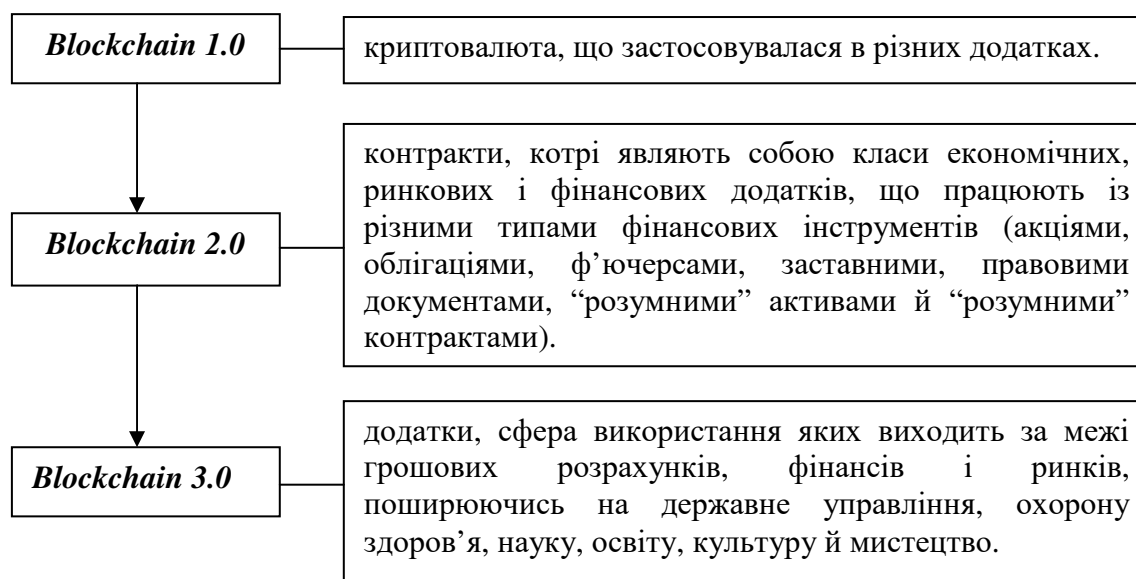 Blockchain 1.0
криптовалюта, що застосовувалася в різних додатках.
Blockchain 2.0
контракти, котрі являють собою класи економічних,
ринкових і фінансових додатків, що працюють із
різними типами фінансових інструментів (акціями,
облігаціями, ф’ючерсами, заставними, правовими
документами, “розумними” активами й “розумними”
контрактами).
Blockchain 3.0
додатки, сфера використання яких виходить за межі
грошових розрахунків, фінансів і ринків,
поширюючись на державне управління, охорону
здоров’я, науку, освіту, культуру й мистецтво.